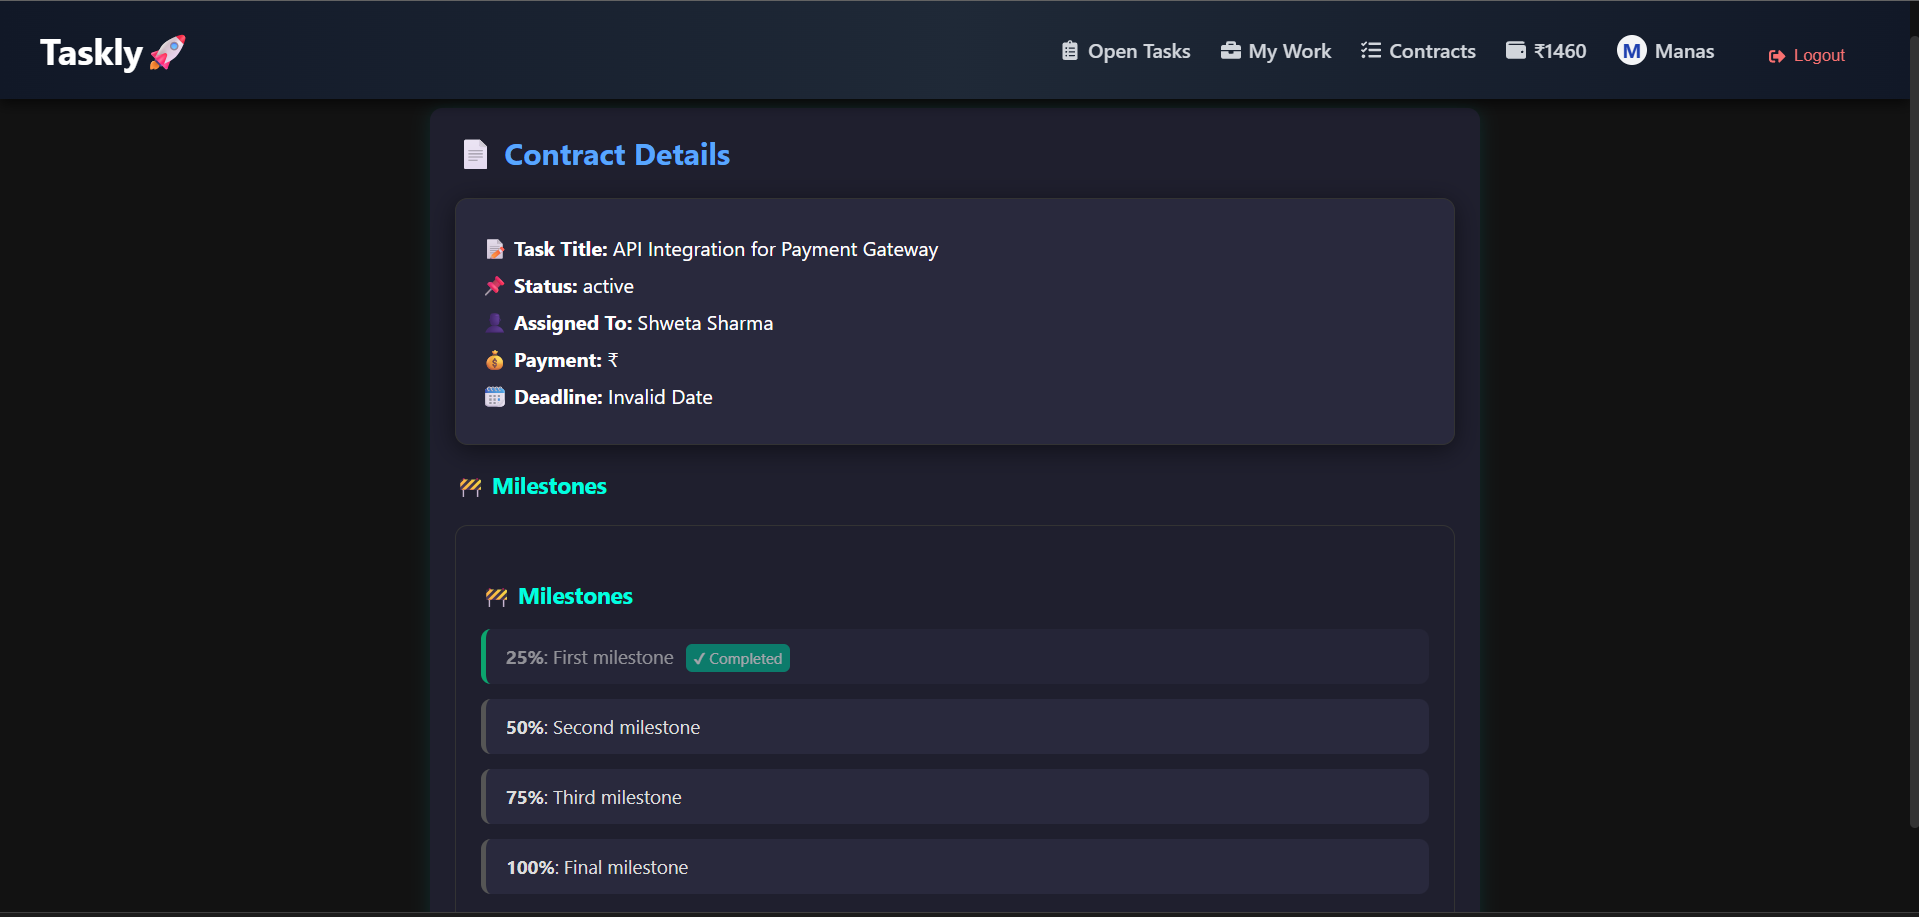 Taskly
Open Tasks
My Work
Contracts
₹1460
M Manas
Logout
Contract Details
Task Title: API Integration for Payment Gateway
Status: active
Assigned To: Shweta Sharma
Payment: ₹
Deadline: Invalid Date
Milestones
Milestones
25%: First milestone ✓ Completed
50%: Second milestone
75%: Third milestone
100%: Final milestone